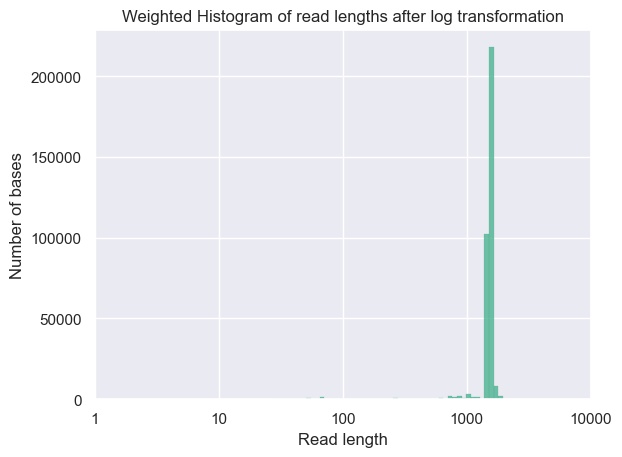 Weighted Histogram of read lengths after log transformation
Number of bases
200000
150000
100000
50000
0
1 10 100 1000 10000
Read length